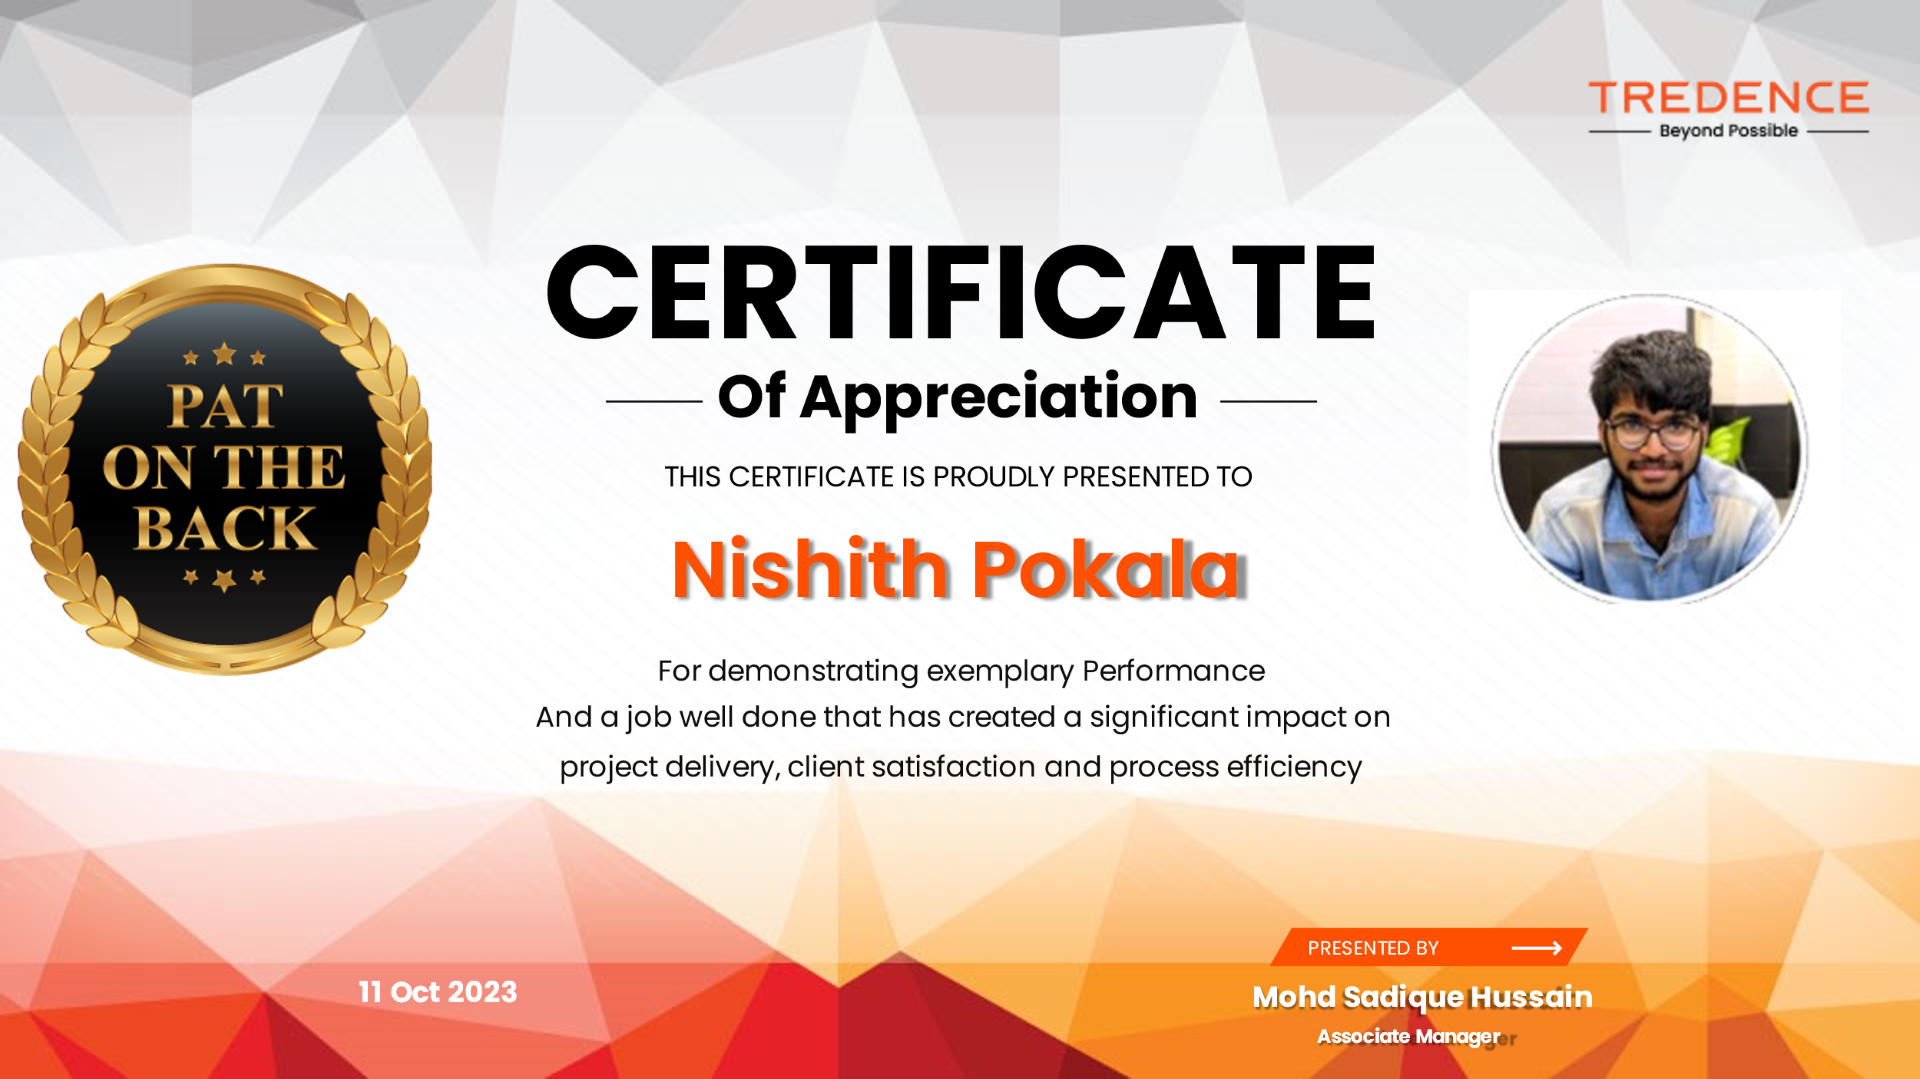 TREDENCE
Beyond Possible
CERTIFICATE
Of Appreciation
THIS CERTIFICATE IS PROUDLY PRESENTED TO
Nishith Pokala
For demonstrating exemplary Performance
And a job well done that has created a significant impact on
project delivery, client satisfaction and process efficiency
PAT
ON THE
BACK
11 Oct 2023
PRESENTED BY
Mohd Sadique Hussain
Associate Manager